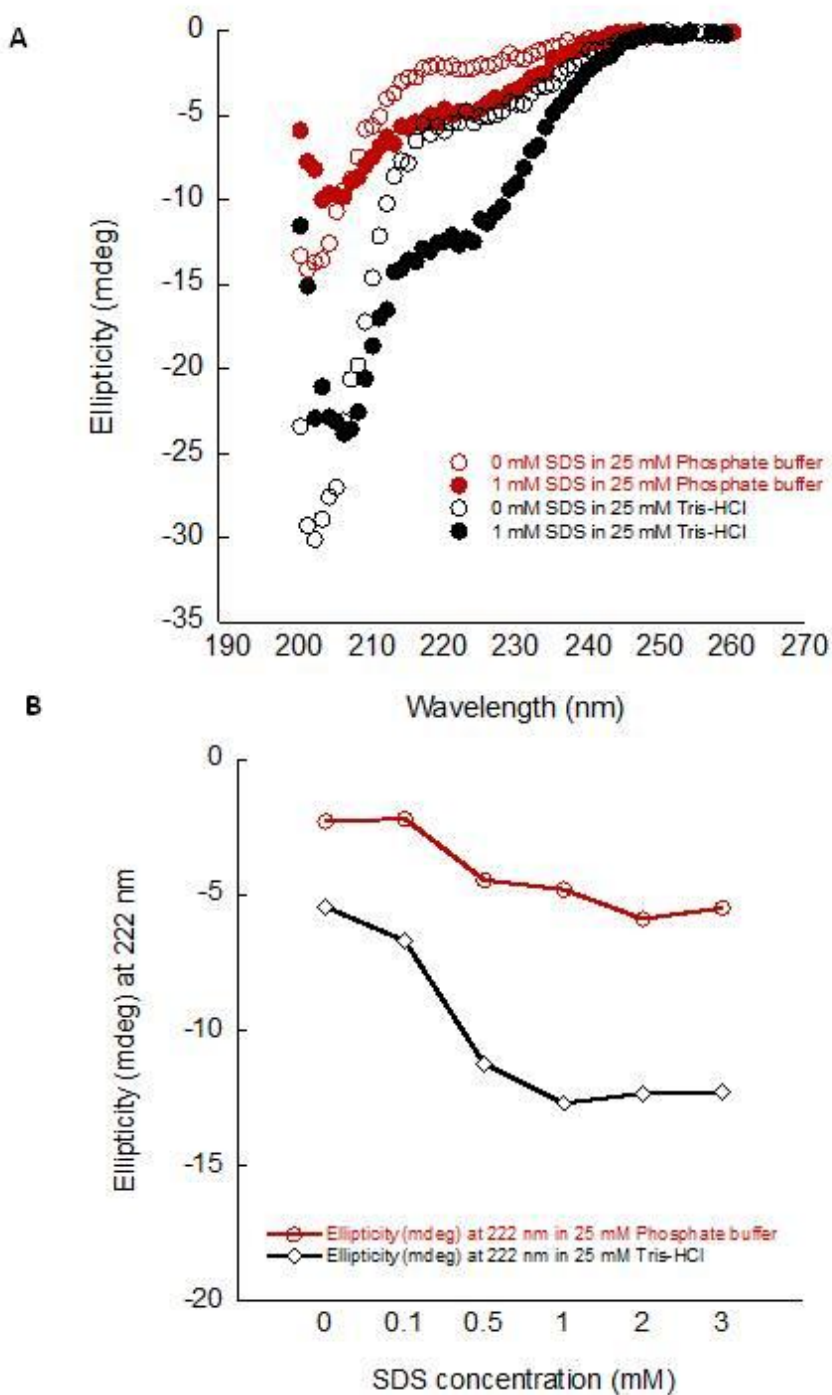 A
0
-5
-10
-15
-20
-25
-30
-35
Ellipticity (mdeg)
0 mM SDS in 25 mM Phosphate buffer
1 mM SDS in 25 mM Phosphate buffer
0 mM SDS in 25 mM Tris-HCl
1 mM SDS in 25 mM Tris-HCl
190 200 210 220 230 240 250 260 270
Wavelength (nm)
B
0
-5
-10
-15
-20
Ellipticity (mdeg) at 222 nm
Ellipticity (mdeg) at 222 nm in 25 mM Phosphate buffer
Ellipticity (mdeg) at 222 nm in 25 mM Tris-HCl
0 0.1 0.5 1 2 3
SDS concentration (mM)